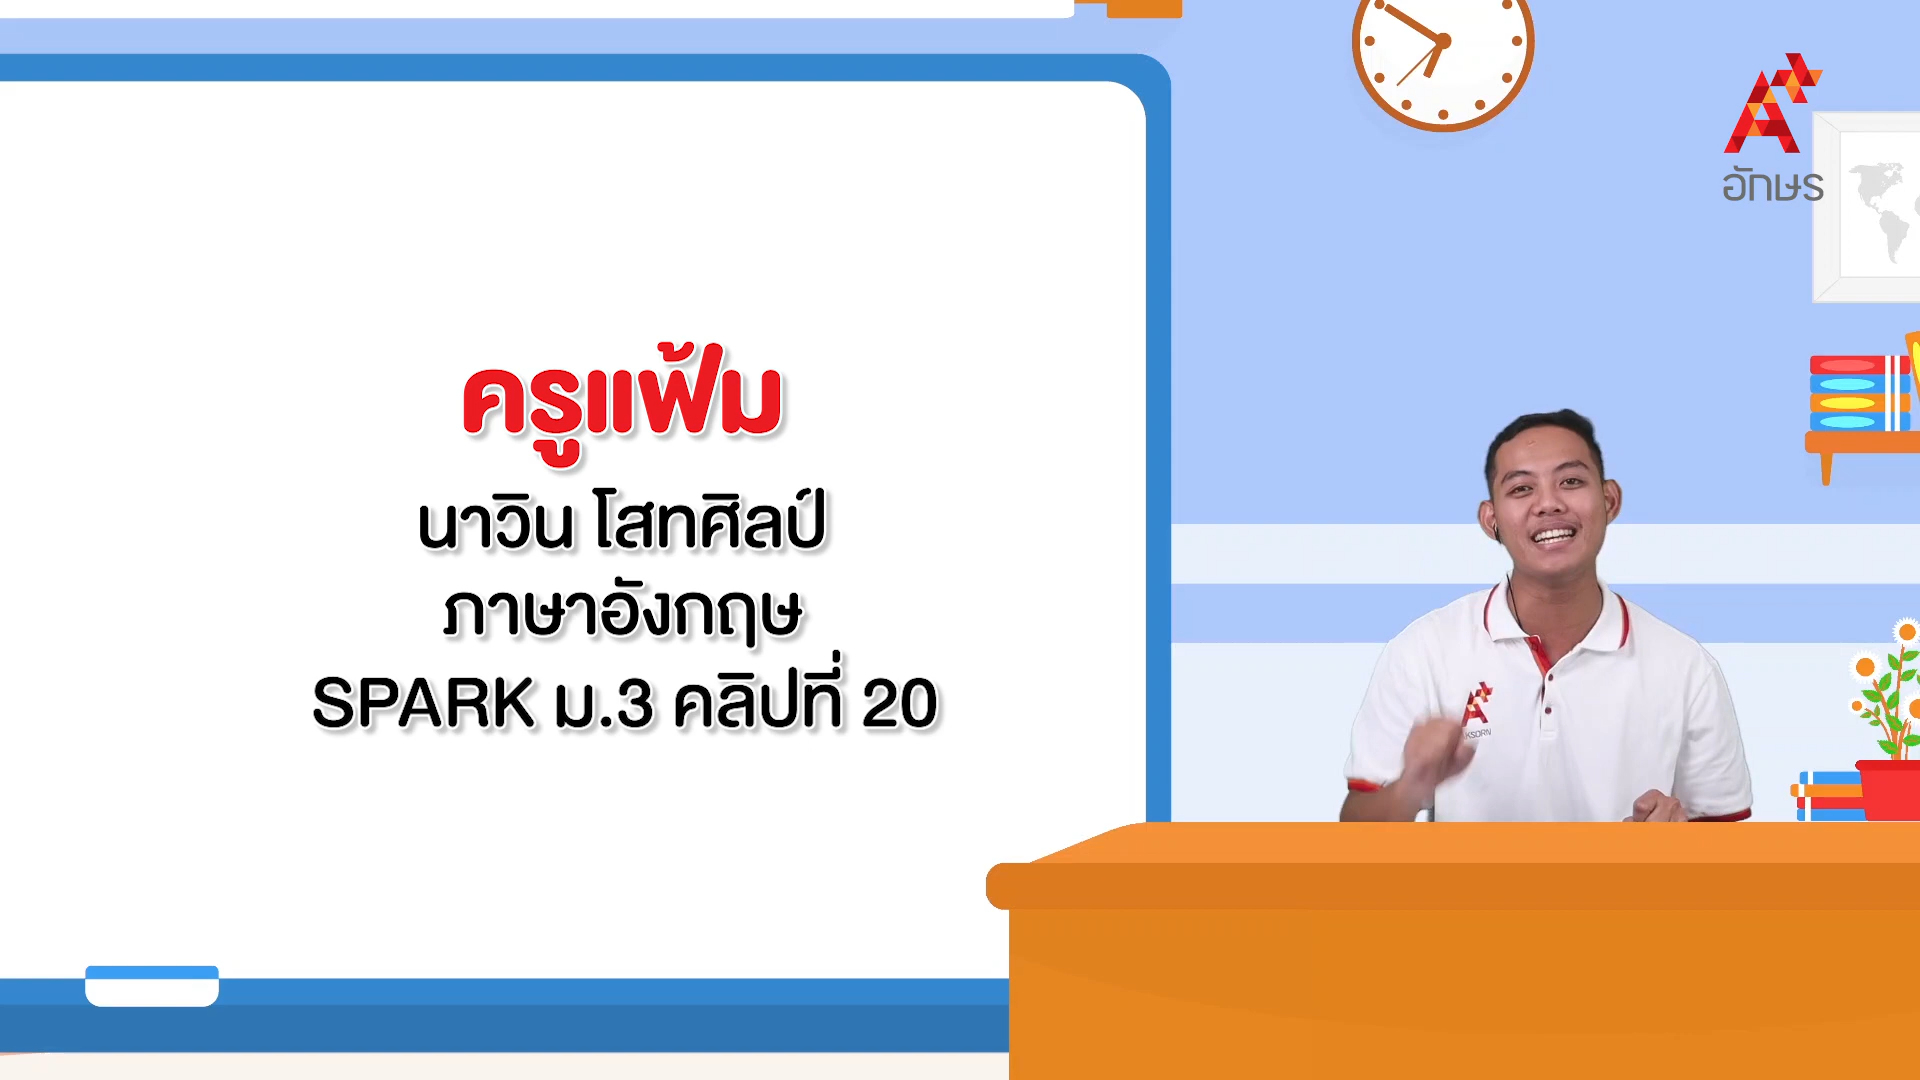 ครูแฟ้ม
นาวิน โสทศิลป์
ภาษาอังกฤษ
SPARK ม.3 คลิปที่ 20
อักษร